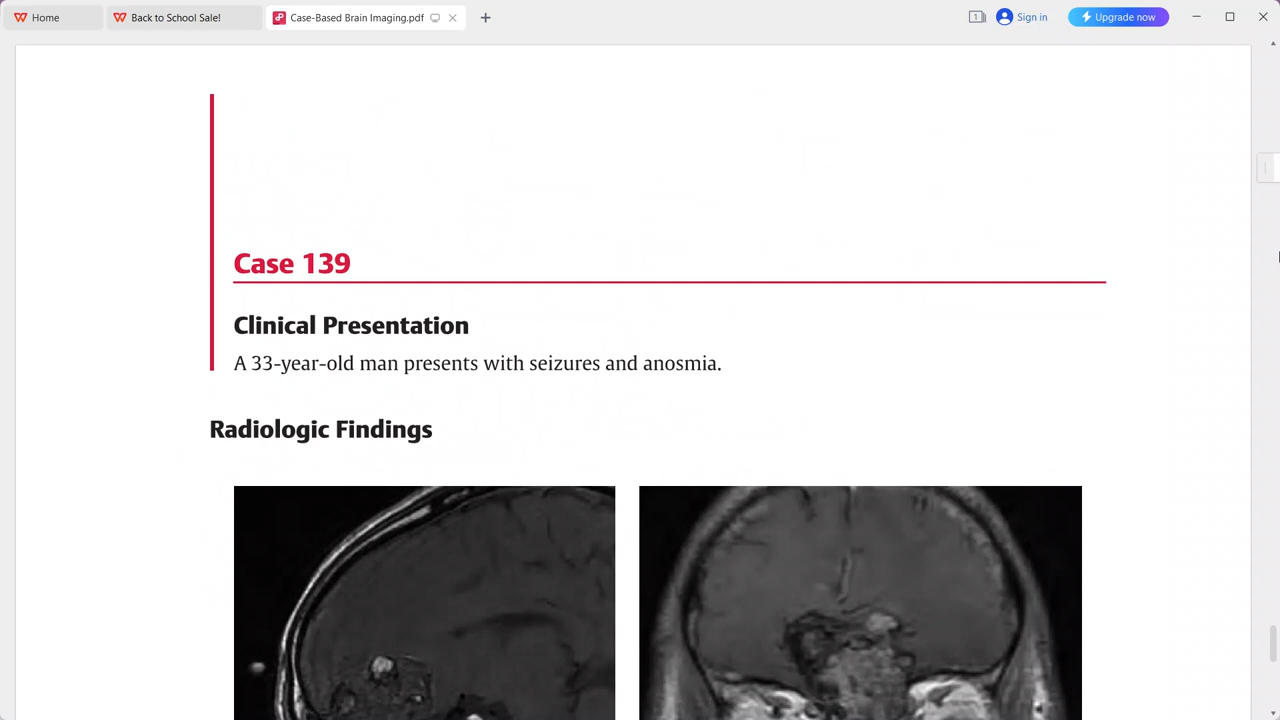 Home
Back to School Sale!
Case-Based Brain Imaging.pdf
1
Sign in
Upgrade now
Case 139
Clinical Presentation
A 33-year-old man presents with seizures and anosmia.
Radiologic Findings